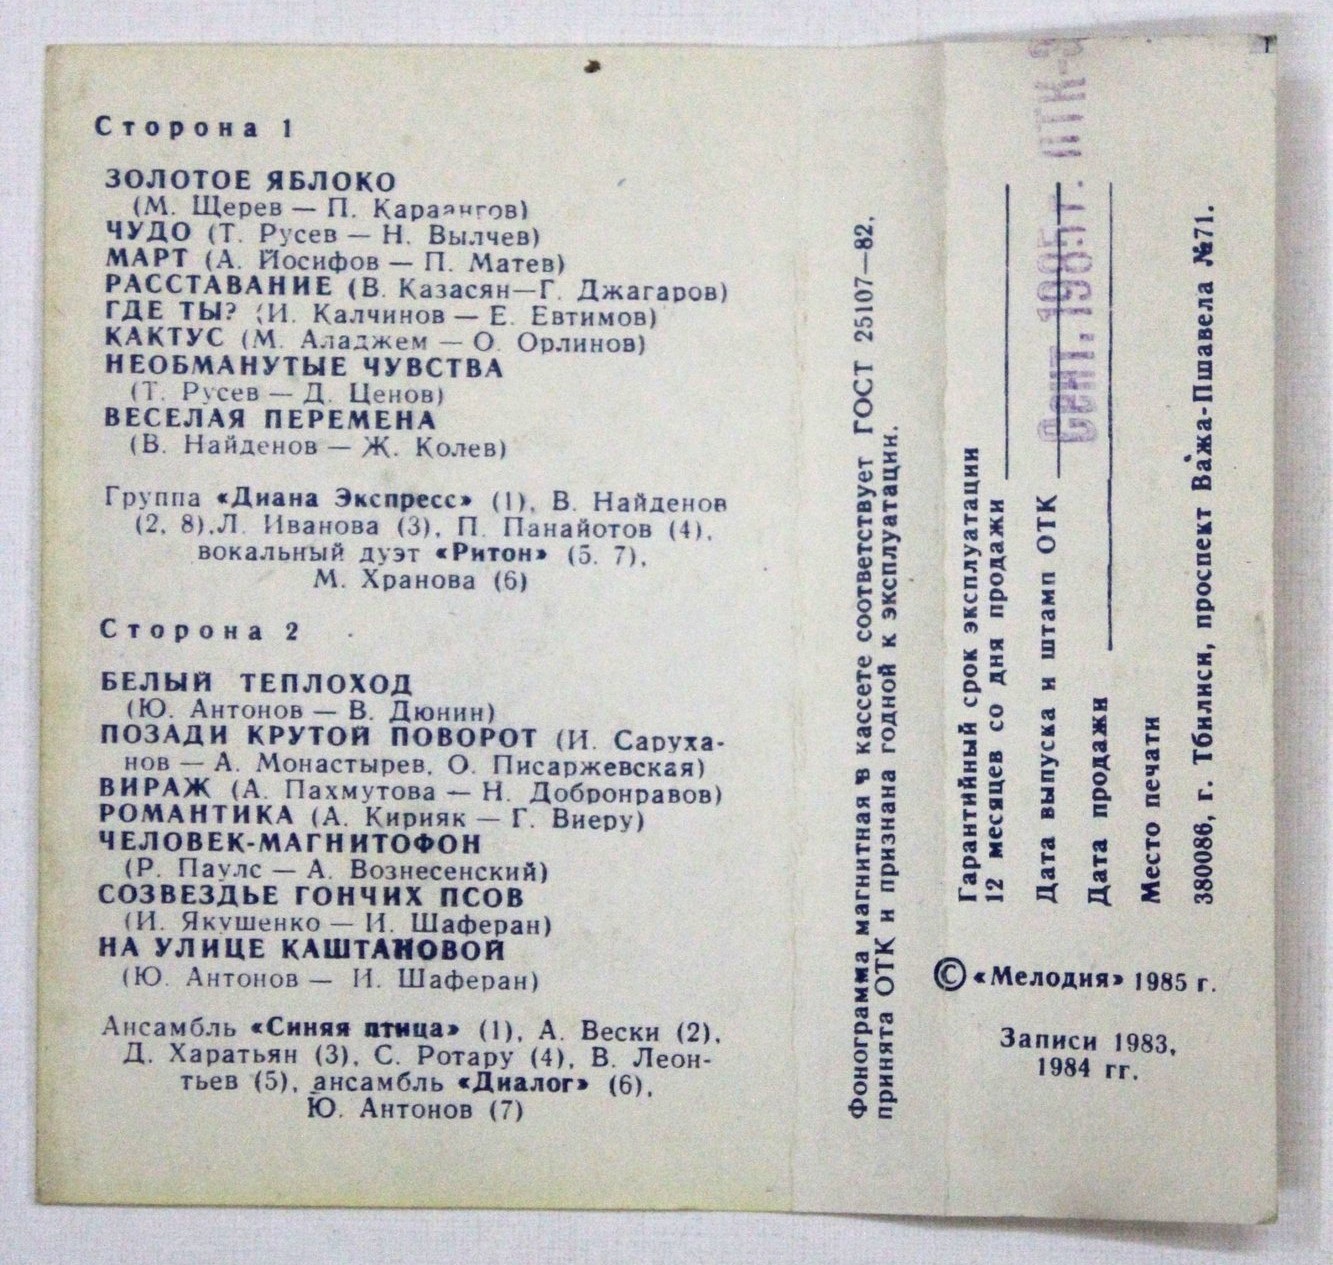 Сторона 1
ЗОЛОТОЕ ЯБЛОКО
(М. Щерев — П. Караангов)
ЧУДО (Т. Русев — Н. Вылчев)
МАРТ (А. Йосифов — П. Матев)
РАССТАВАНИЕ (В. Казасян—Г. Джагаров)
ГДЕ ТЫ? (И. Калчинов — Е. Евтимов)
КАКТУС (М. Аладжем — О. Орлинов)
НЕОБМАНУТЫЕ ЧУВСТВА
(Т. Русев — Д. Ценов)
ВЕСЕЛАЯ ПЕРЕМЕНА
(В. Найденов — Ж. Колев)
Группа «Диана Экспресс» (1), В. Найденов
(2, 8),Л. Иванова (3), П. Панайотов (4),
вокальный дуэт «Ритон» (5. 7),
М. Хранова (6)
Сторона 2
БЕЛЫЙ ТЕПЛОХОД
(Ю. Антонов — В. Дюнин)
ПОЗАДИ КРУТОЙ ПОВОРОТ (И. Саруха-
нов — А. Монастырев, О. Писаржевская)
ВИРАЖ (А. Пахмутова — Н. Добронравов)
РОМАНТИКА (А. Кирияк — Г. Виеру)
ЧЕЛОВЕК-МАГНИТОФОН
(Р. Паулс — А. Вознесенский)
СОЗВЕЗДЬЕ ГОНЧИХ ПСОВ
(И. Якушенко — И. Шаферан)
НА УЛИЦЕ КАШТАНОВОЙ
(Ю. Антонов — И. Шаферан)
Ансамбль «Синяя птица» (1), А. Вески (2),
Д. Харатьян (3), С. Ротару (4), В. Леон-
тьев (5), ансамбль «Диалог» (6),
Ю. Антонов (7)
Фонограмма магнитная в кассете соответствует ГОСТ 25107—82,
принята ОТК и признана годной к эксплуатации.
Гарантийный срок эксплуатации
12 месяцев со дня продажи
Дата выпуска и штамп ОТК
Сент. 1985 г. ПТК-3
Дата продажи
Место печати
380086, г. Тбилиси, проспект Важа-Пшавела №71.
© «Мелодия» 1985 г.
Записи 1983,
1984 гг.